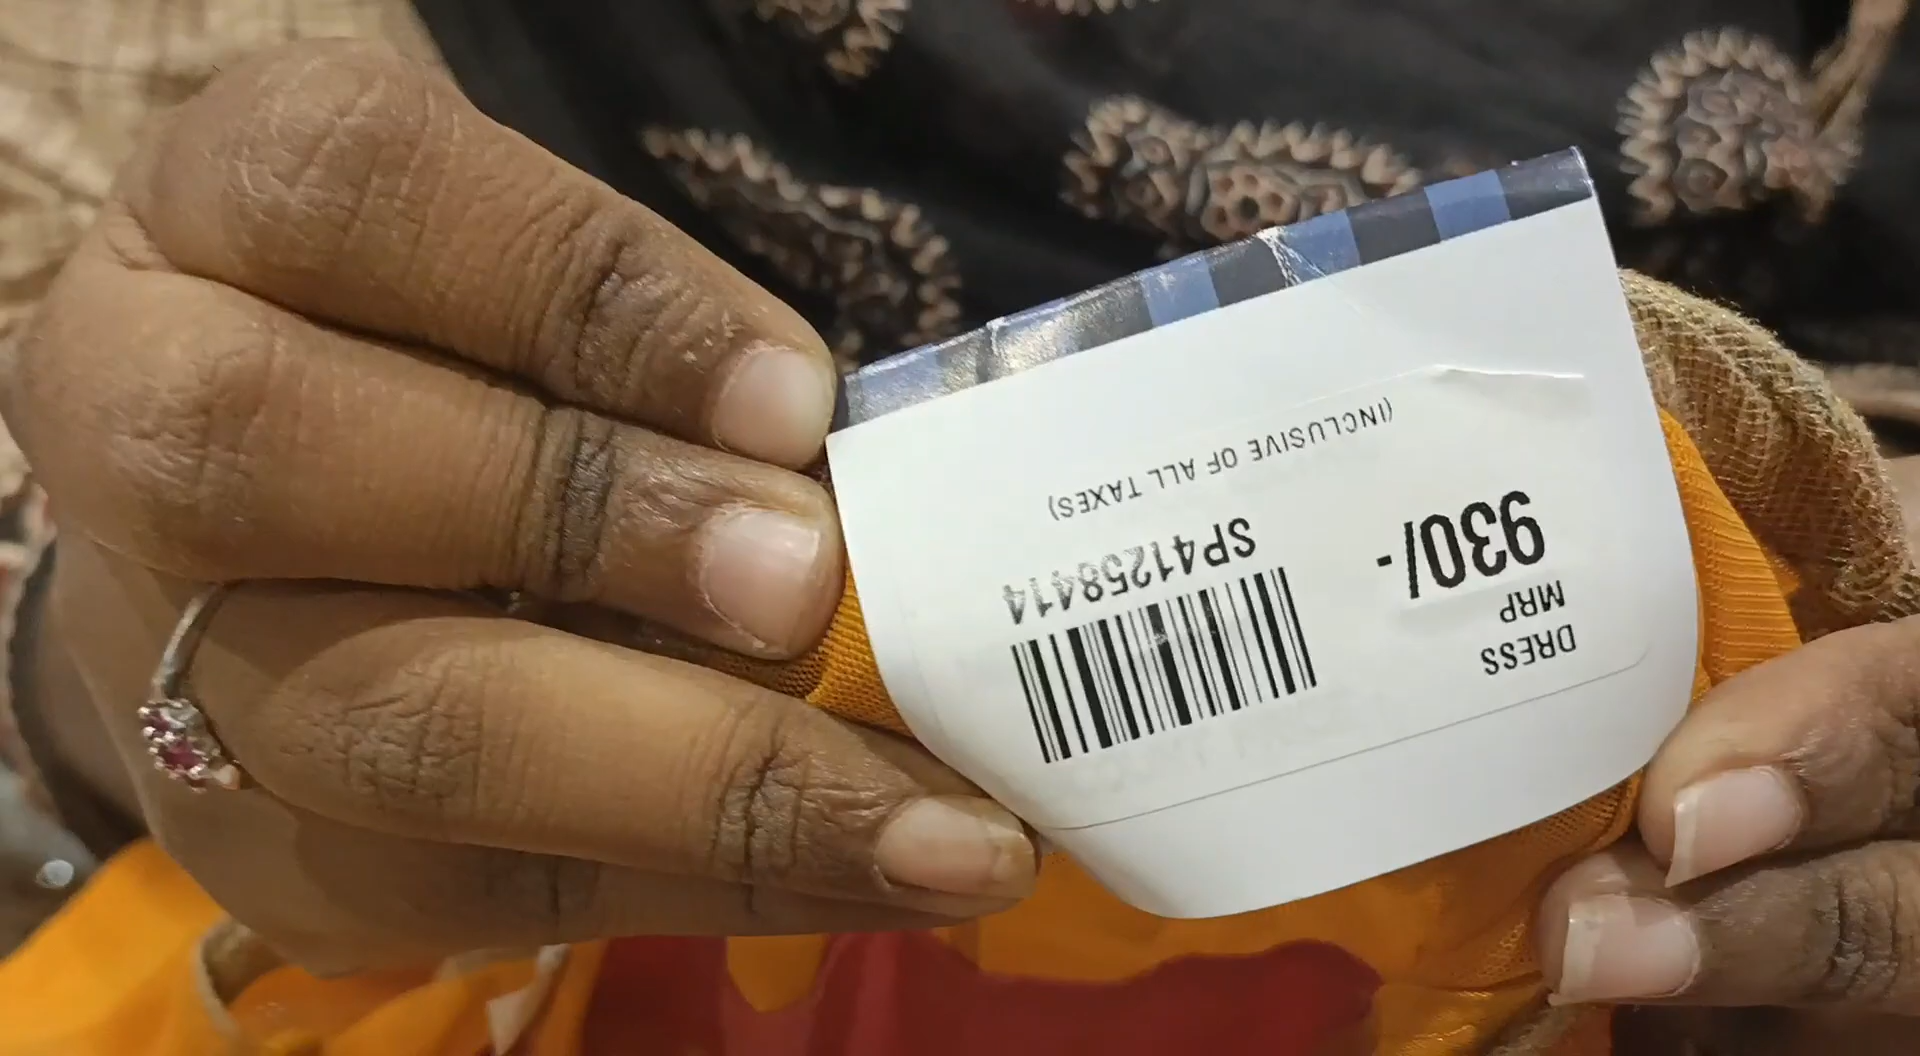 DRESS
MRP
930/-
SP41258414
(INCLUSIVE OF ALL TAXES)